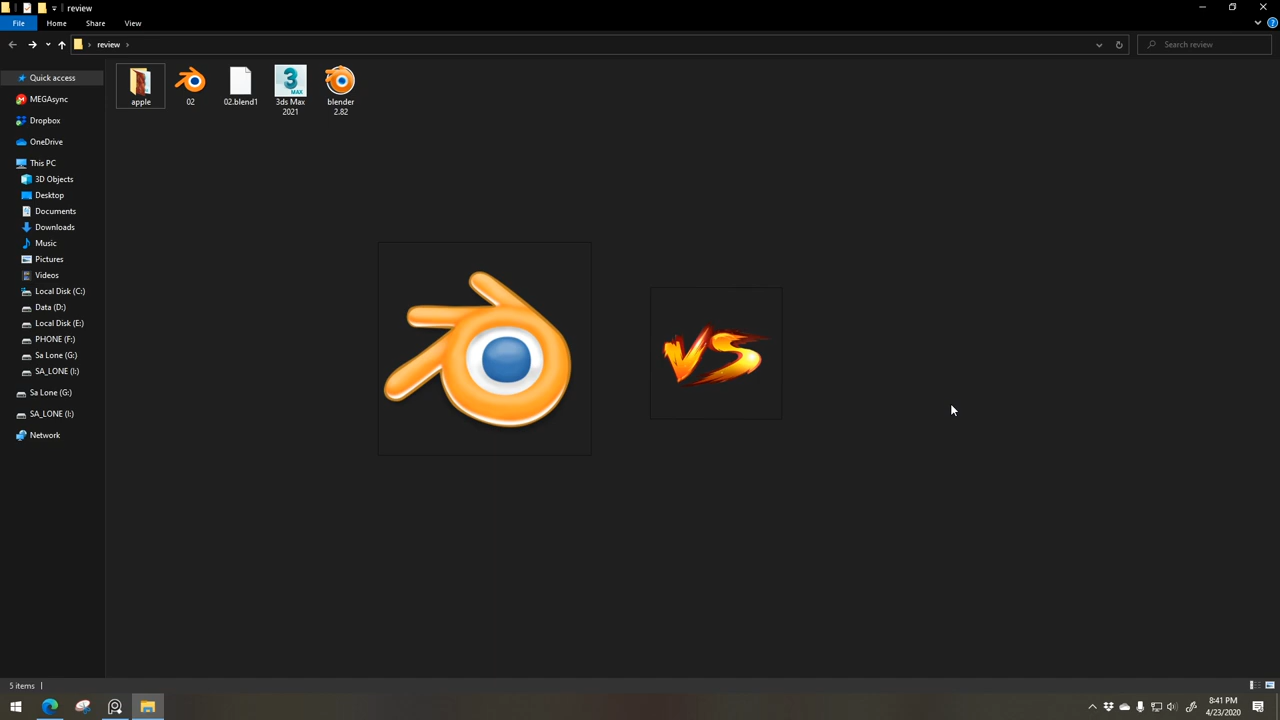 review
File Home Share View
review
Search review
Quick access
MEGAsync
Dropbox
OneDrive
This PC
3D Objects
Desktop
Documents
Downloads
Music
Pictures
Videos
Local Disk (C:)
Data (D:)
Local Disk (E:)
PHONE (F:)
Sa Lone (G:)
SA_LONE (I:)
Sa Lone (G:)
SA_LONE (I:)
Network
apple
02
02.blend1
3
MAX
3ds Max
2021
blender
2.82
VS
5 items
8:41 PM
4/23/2020